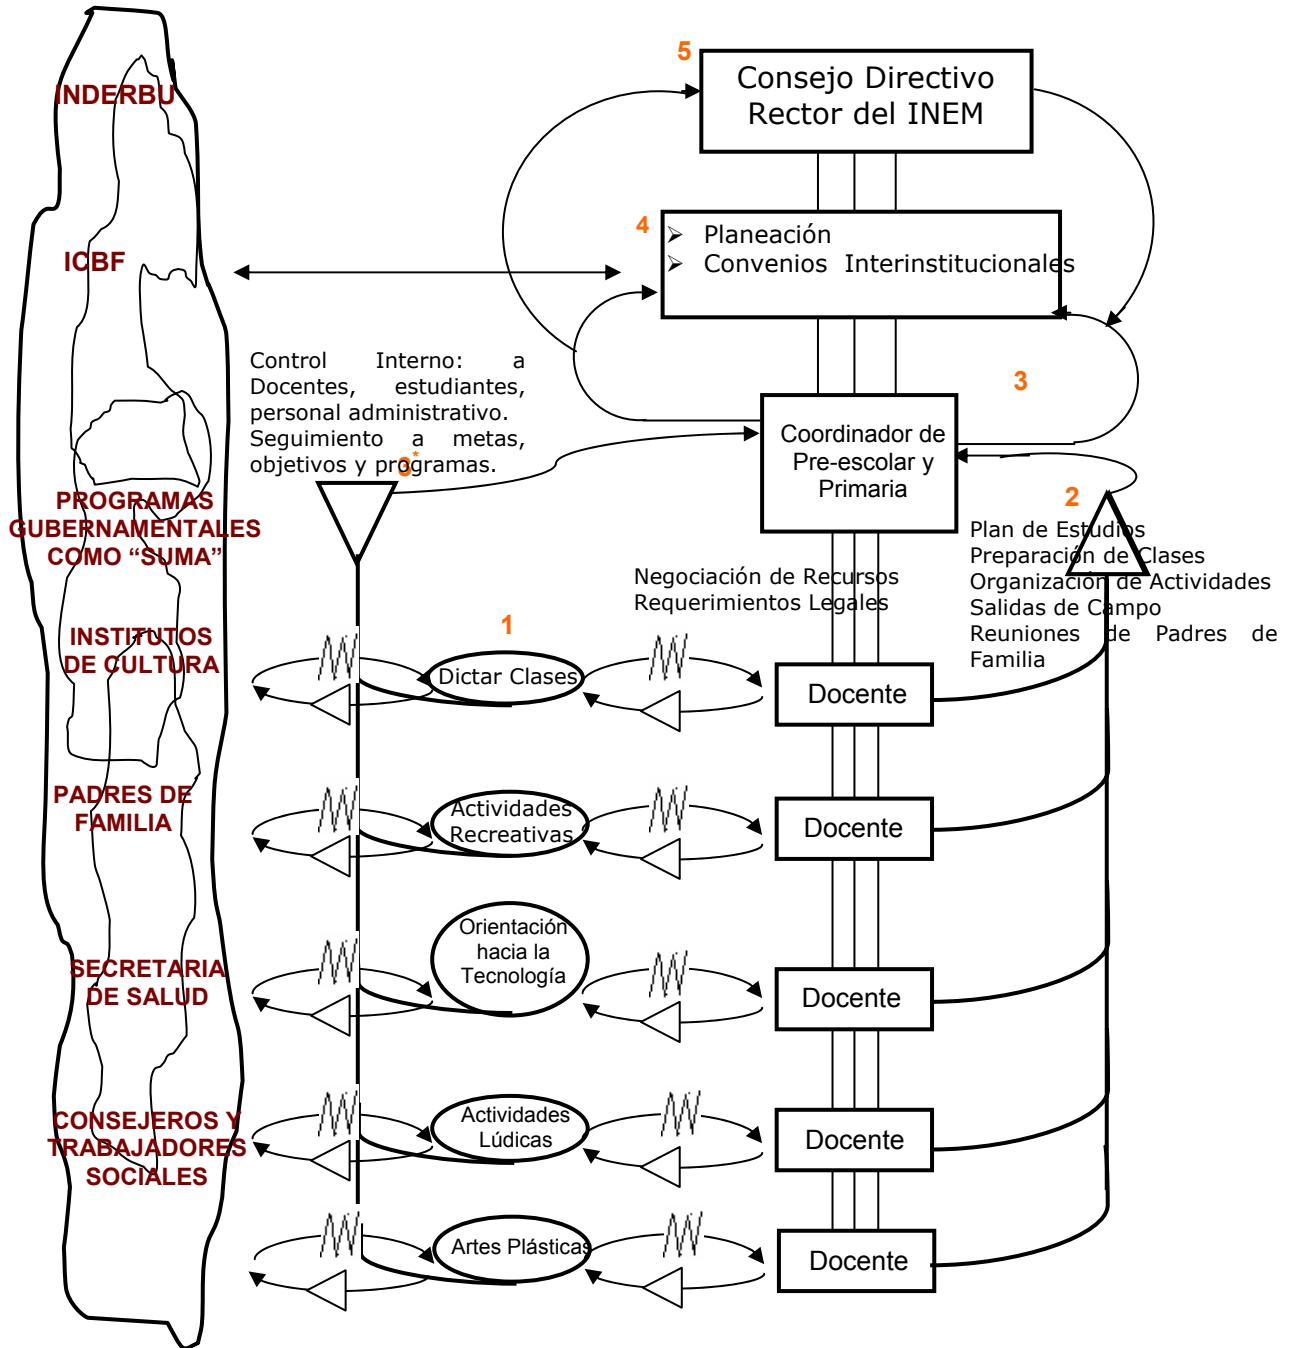 INDERBU
ICBF
PROGRAMAS
GUBERNAMENTALES
COMO “SUMA”
INSTITUTOS
DE CULTURA
PADRES DE
FAMILIA
SECRETARIA
DE SALUD
CONSEJEROS Y
TRABAJADORES
SOCIALES
5
Consejo Directivo
Rector del INEM
4
➢ Planeación
➢ Convenios Interinstitucionales
Control Interno: a
Docentes, estudiantes,
personal administrativo.
Seguimiento a metas,
objetivos y programas.
3*
3
Coordinador de
Pre-escolar y
Primaria
2
Plan de Estudios
Preparación de Clases
Organización de Actividades
Salidas de Campo
Reuniones de Padres de
Familia
Negociación de Recursos
Requerimientos Legales
1
Dictar Clases
Docente
Actividades
Recreativas
Docente
Orientación
hacia la
Tecnología
Docente
Actividades
Lúdicas
Docente
Artes Plásticas
Docente